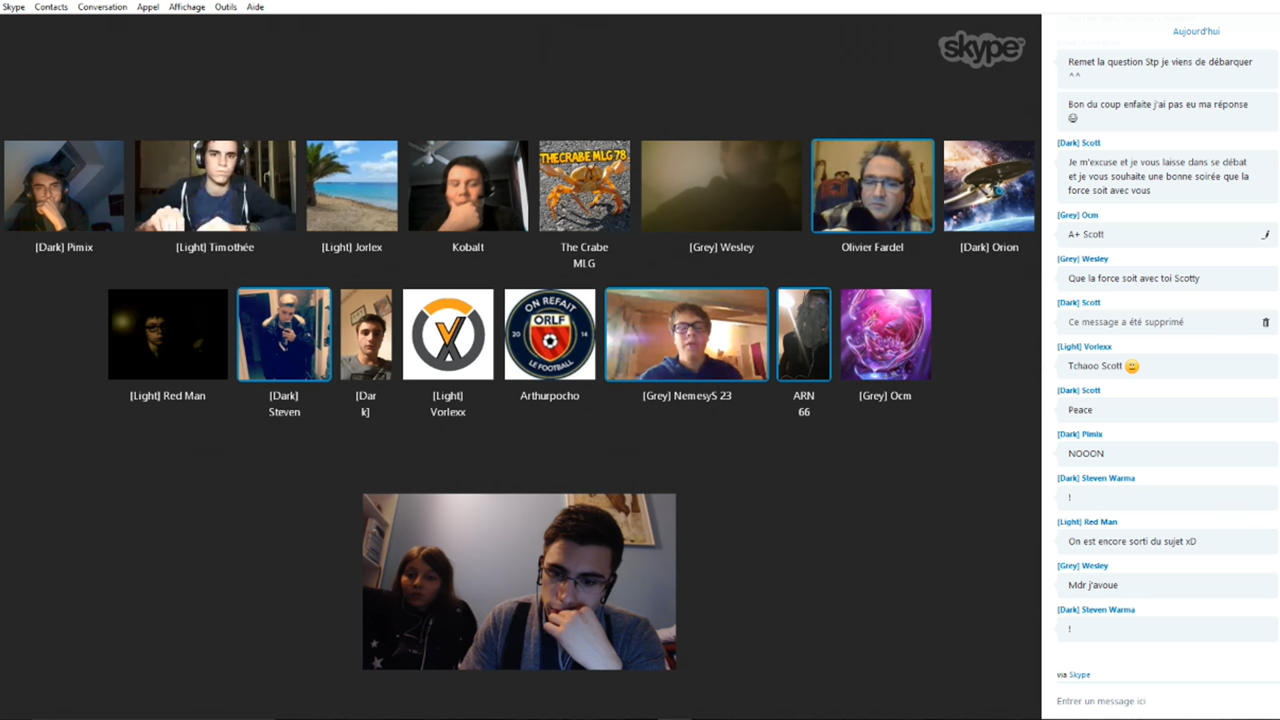 Skype Contacts Conversation Appel Affichage Outils Aide
skype™
THECRABE MLG 78
[Dark] Pimix
[Light] Timothée
[Light] Jorlex
Kobalt
The Crabe
MLG
[Grey] Wesley
Olivier Fardel
[Dark] Orion
ON REFAIT
ORLF
20 14
LE FOOTBALL
[Light] Red Man
[Dark]
Steven
[Dar
k]
[Light]
Vorlexx
Arthurpocho
[Grey] NemesyS 23
ARN
66
[Grey] Ocm
Aujourd'hui
Remet la question Stp je viens de débarquer
^^
Bon du coup enfaite j'ai pas eu ma réponse
[Dark] Scott
Je m'excuse et je vous laisse dans se débat
et je vous souhaite une bonne soirée que la
force soit avec vous
[Grey] Ocm
A+ Scott
[Grey] Wesley
Que la force soit avec toi Scotty
[Dark] Scott
Ce message a été supprimé
[Light] Vorlexx
Tchaoo Scott
[Dark] Scott
Peace
[Dark] Pimix
NOOON
[Dark] Steven Warma
!
[Light] Red Man
On est encore sorti du sujet xD
[Grey] Wesley
Mdr j'avoue
[Dark] Steven Warma
!
via Skype
Entrer un message ici